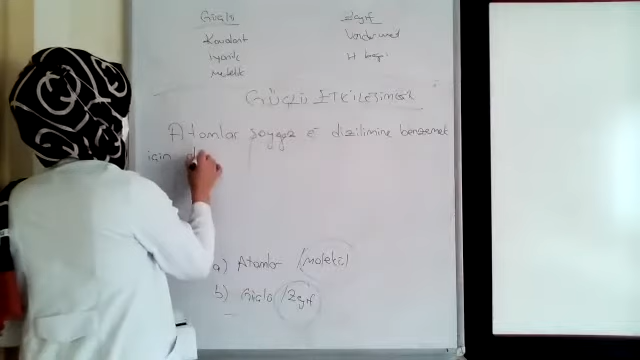 Güçlü Zayıf
Kovalent Vanderwaals
İyonik H bağı
Metalik
GÜÇLÜ ETKİLEŞİMLER
Atomlar soygaz e⁻ dizilimine benzemek
için
a) Atomlar (molekül)
b) Güçlü / Zayıf